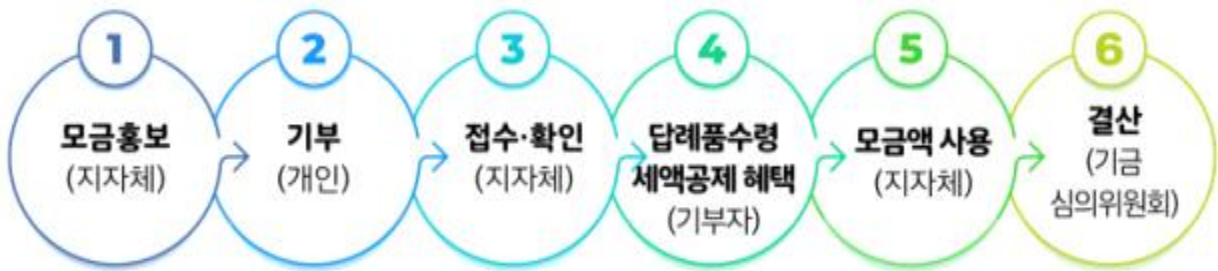 1
모금홍보
(지자체)
2
기부
(개인)
3
접수·확인
(지자체)
4
답례품수령
세액공제 혜택
(기부자)
5
모금액 사용
(지자체)
6
결산
(기금
심의위원회)